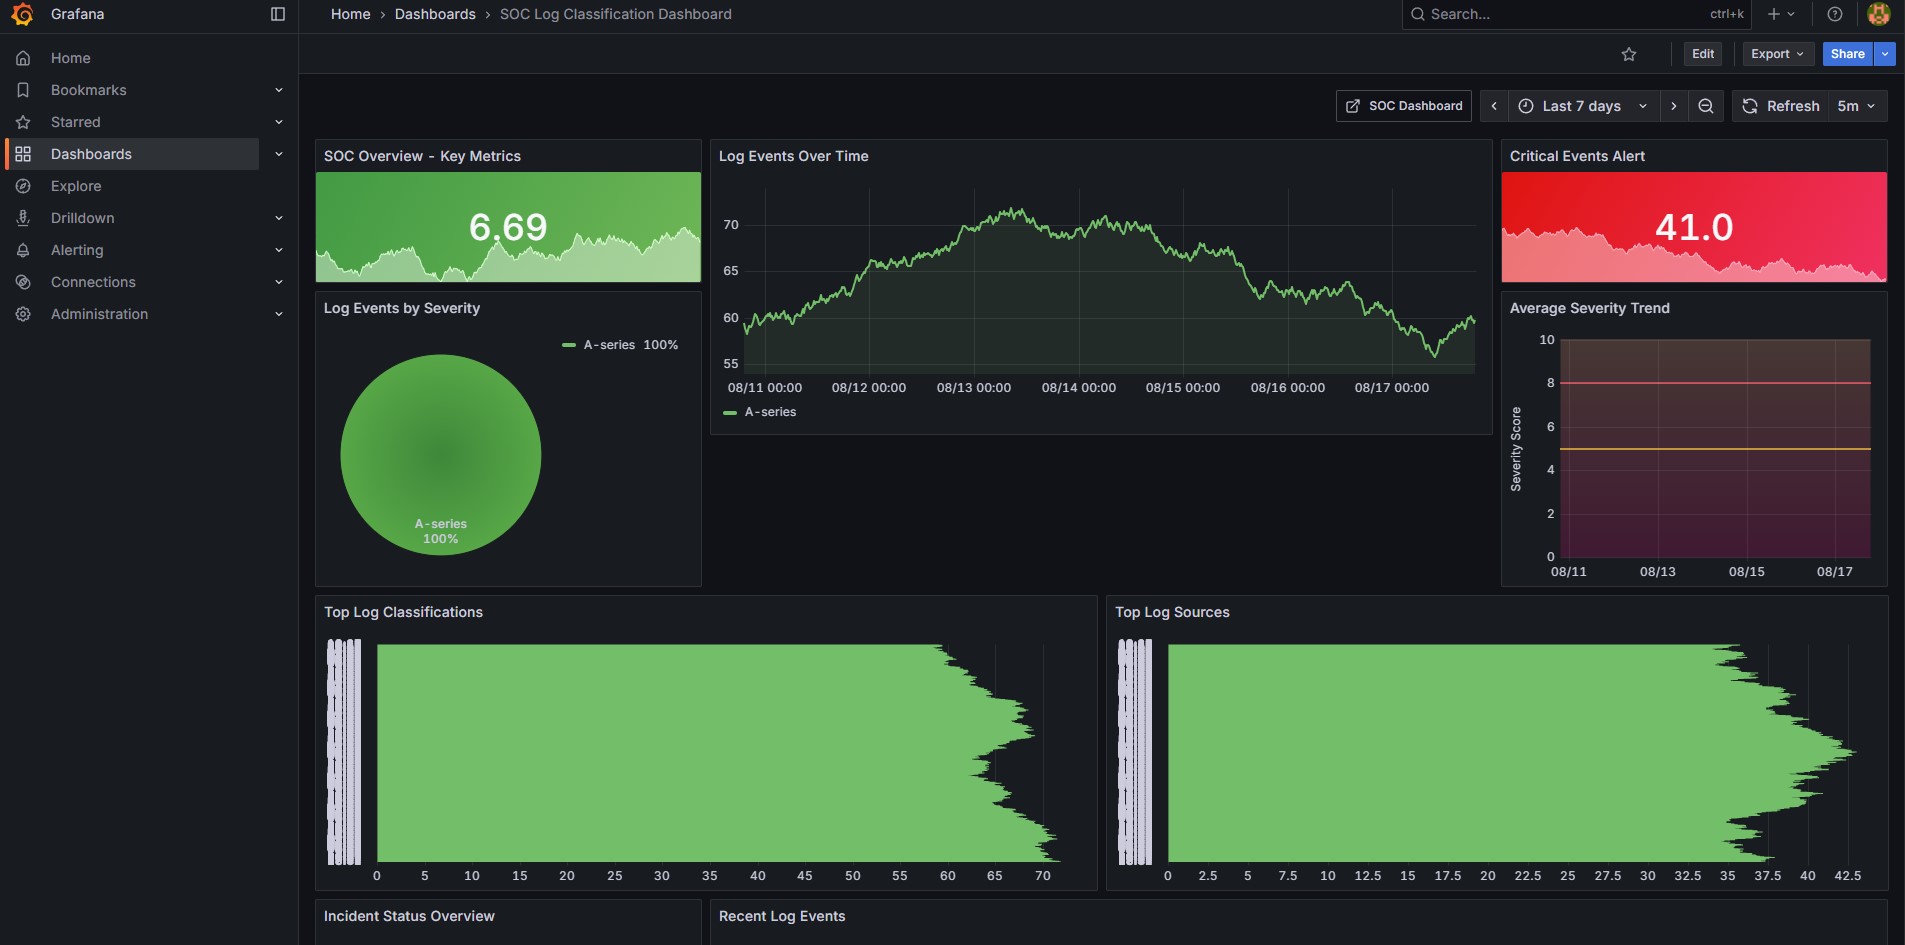 Grafana
Home › Dashboards › SOC Log Classification Dashboard
Search... ctrl+k
Home
Bookmarks
Starred
Dashboards
Explore
Drilldown
Alerting
Connections
Administration
Edit Export Share
SOC Dashboard Last 7 days Refresh 5m
SOC Overview - Key Metrics
6.69
Log Events Over Time
70
65
60
55
08/11 00:00 08/12 00:00 08/13 00:00 08/14 00:00 08/15 00:00 08/16 00:00 08/17 00:00
A-series
Critical Events Alert
41.0
Log Events by Severity
A-series 100%
A-series
100%
Average Severity Trend
Severity Score
10
8
6
4
2
0
08/11 08/13 08/15 08/17
Top Log Classifications
0 5 10 15 20 25 30 35 40 45 50 55 60 65 70
Top Log Sources
0 2.5 5 7.5 10 12.5 15 17.5 20 22.5 25 27.5 30 32.5 35 37.5 40 42.5
Incident Status Overview
Recent Log Events